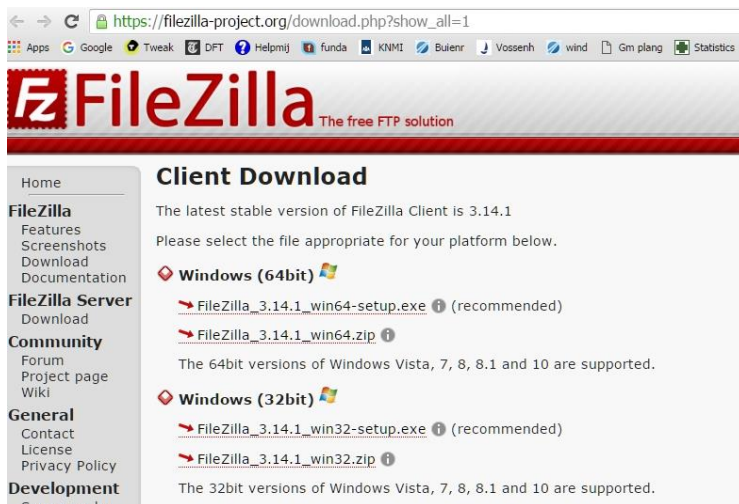 https://filezilla-project.org/download.php?show_all=1
Apps Google Tweak DFT Helpmij funda KNMI Buienr Vossenh wind Gm plang Statistics
FZ FileZilla The free FTP solution
Home
FileZilla
Features
Screenshots
Download
Documentation
FileZilla Server
Download
Community
Forum
Project page
Wiki
General
Contact
License
Privacy Policy
Development
Client Download
The latest stable version of FileZilla Client is 3.14.1
Please select the file appropriate for your platform below.
Windows (64bit)
FileZilla_3.14.1_win64-setup.exe i (recommended)
FileZilla_3.14.1_win64.zip i
The 64bit versions of Windows Vista, 7, 8, 8.1 and 10 are supported.
Windows (32bit)
FileZilla_3.14.1_win32-setup.exe i (recommended)
FileZilla_3.14.1_win32.zip i
The 32bit versions of Windows Vista, 7, 8, 8.1 and 10 are supported.